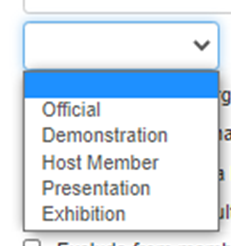 Official
Demonstration
Host Member
Presentation
Exhibition